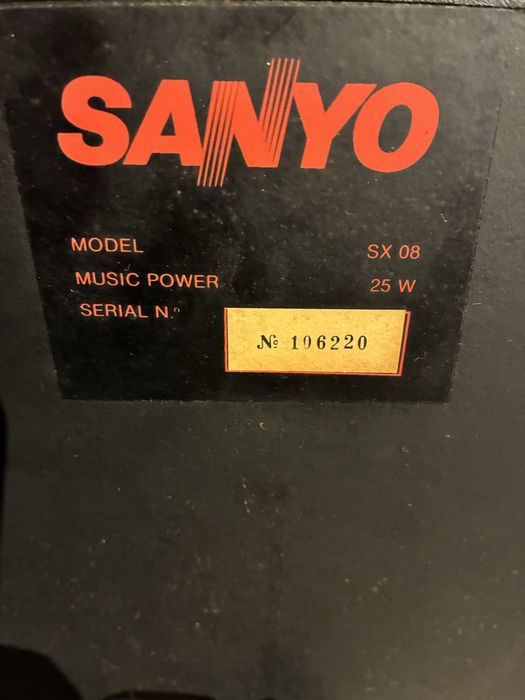 SANYO
MODEL SX 08
MUSIC POWER 25 W
SERIAL N.º
№ 106220